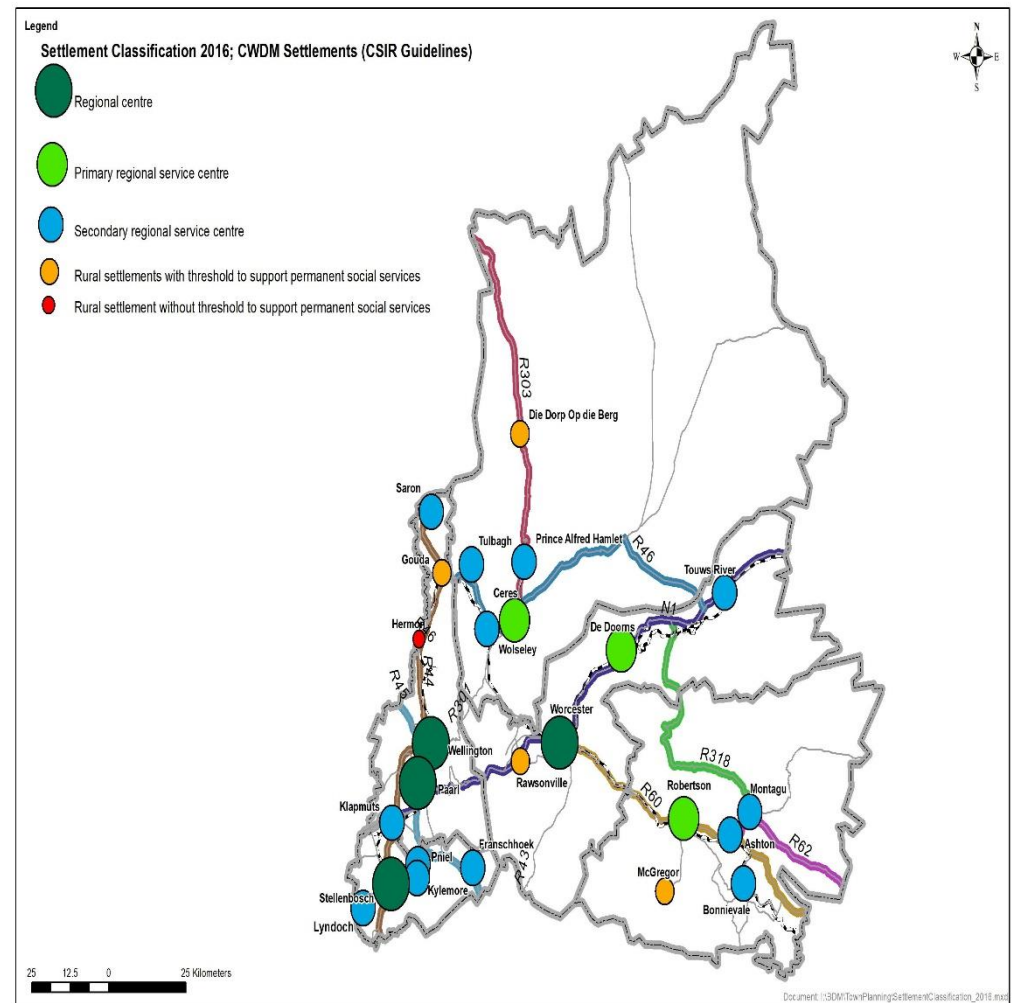 Legend
Settlement Classification 2016; CWDM Settlements (CSIR Guidelines)
Regional centre
Primary regional service centre
Secondary regional service centre
Rural settlements with threshold to support permanent social services
Rural settlement without threshold to support permanent social services
N
W
E
S
R303
Die Dorp Op die Berg
Saron
Tulbagh
Prince Alfred Hamlet
R46
Gouda
Touws River
Ceres
N1
Hermon
De Doorns
Wolseley
R44
R45
R301
Worcester
Wellington
R318
Paarl
Rawsonville
R60
Robertson
Montagu
Klapmuts
R62
Ashton
Pniel
Franschhoek
R43
McGregor
Kylemore
Stellenbosch
Bonnievale
Lyndoch
25 12.5 0 25 Kilometers